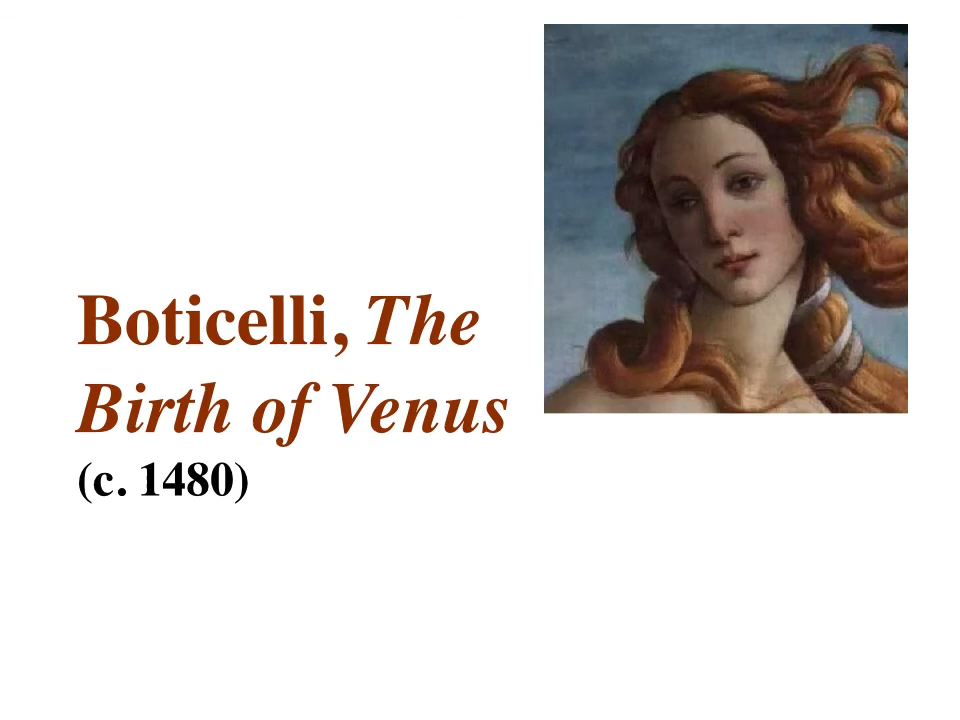 Boticelli, The
Birth of Venus
(c. 1480)